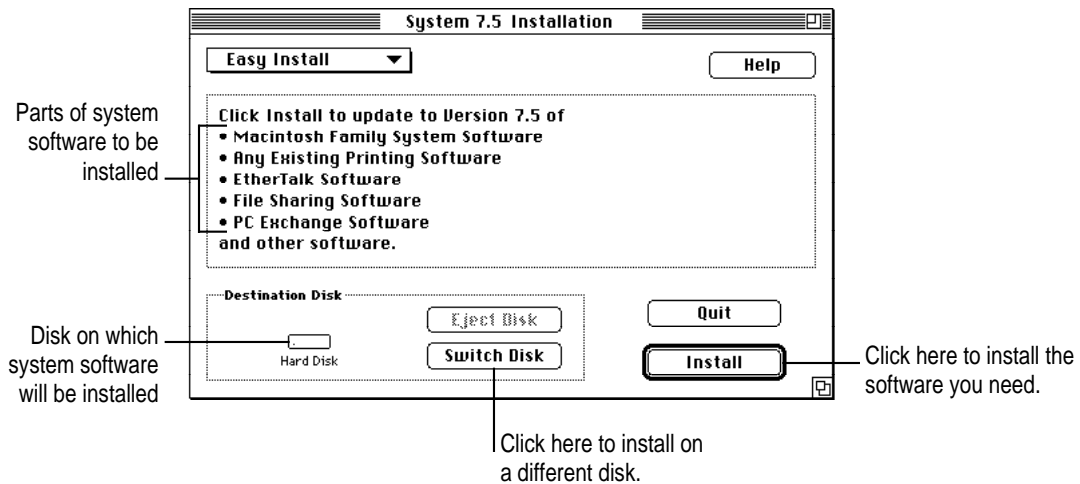 System 7.5 Installation
Easy Install
Help
Parts of system
software to be
installed
Click Install to update to Version 7.5 of
• Macintosh Family System Software
• Any Existing Printing Software
• EtherTalk Software
• File Sharing Software
• PC Exchange Software
and other software.
Destination Disk
Eject Disk
Quit
Disk on which
system software
will be installed
Hard Disk
Switch Disk
Install
Click here to install the
software you need.
Click here to install on
a different disk.